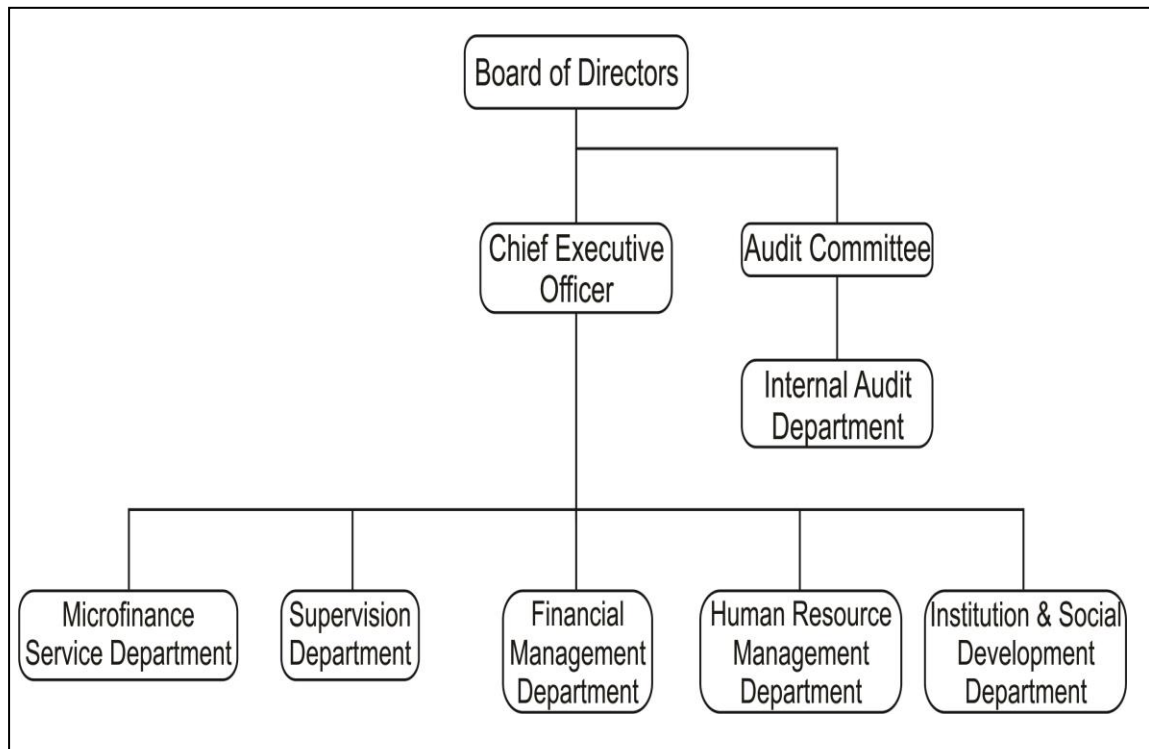 Board of Directors
Chief Executive
Officer
Audit Committee
Internal Audit
Department
Microfinance
Service Department
Supervision
Department
Financial
Management
Department
Human Resource
Management
Department
Institution & Social
Development
Department